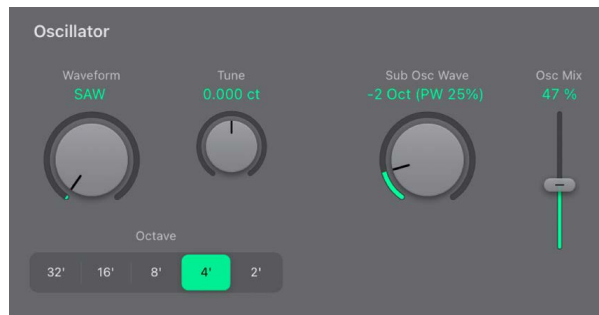 Oscillator
Waveform Tune Sub Osc Wave Osc Mix
SAW 0.000 ct -2 Oct (PW 25%) 47 %
Octave
32' 16' 8' 4' 2'